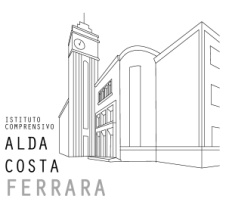 ISTITUTO
COMPRENSIVO
ALDA
COSTA
FERRARA